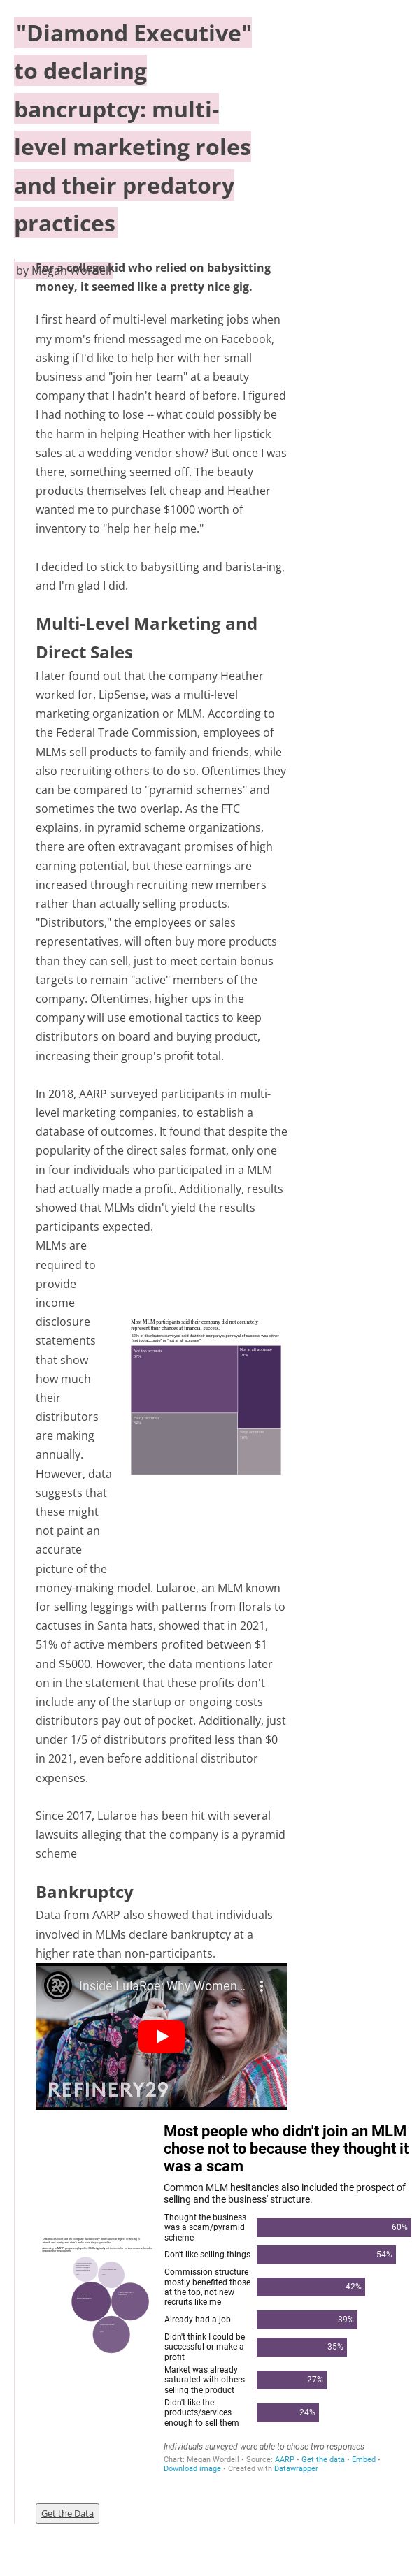 "Diamond Executive"
to declaring
bancruptcy: multi-
level marketing roles
and their predatory
practices
by Megan Wordell
For a college kid who relied on babysitting
money, it seemed like a pretty nice gig.
I first heard of multi-level marketing jobs when
my mom's friend messaged me on Facebook,
asking if I'd like to help her with her small
business and "join her team" at a beauty
company that I hadn't heard of before. I figured
I had nothing to lose -- what could possibly be
the harm in helping Heather with her lipstick
sales at a wedding vendor show? But once I was
there, something seemed off. The beauty
products themselves felt cheap and Heather
wanted me to purchase $1000 worth of
inventory to "help her help me."
I decided to stick to babysitting and barista-ing,
and I'm glad I did.
Multi-Level Marketing and
Direct Sales
I later found out that the company Heather
worked for, LipSense, was a multi-level
marketing organization or MLM. According to
the Federal Trade Commission, employees of
MLMs sell products to family and friends, while
also recruiting others to do so. Oftentimes they
can be compared to "pyramid schemes" and
sometimes the two overlap. As the FTC
explains, in pyramid scheme organizations,
there are often extravagant promises of high
earning potential, but these earnings are
increased through recruiting new members
rather than actually selling products.
"Distributors," the employees or sales
representatives, will often buy more products
than they can sell, just to meet certain bonus
targets to remain "active" members of the
company. Oftentimes, higher ups in the
company will use emotional tactics to keep
distributors on board and buying product,
increasing their group's profit total.
In 2018, AARP surveyed participants in multi-
level marketing companies, to establish a
database of outcomes. It found that despite the
popularity of the direct sales format, only one
in four individuals who participated in a MLM
had actually made a profit. Additionally, results
showed that MLMs didn't yield the results
participants expected.
MLMs are
required to
provide
income
disclosure
statements
that show
how much
their
distributors
are making
annually.
However, data
suggests that
these might
not paint an
accurate
picture of the
Most MLM participants said their company did not accurately
represent their chances at financial success.
52% of distributors surveyed said that their company's portrayal of success was either
"not too accurate" or "not at all accurate"
Not too accurate
Not at all accurate
money-making model. Lularoe, an MLM known
for selling leggings with patterns from florals to
cactuses in Santa hats, showed that in 2021,
51% of active members profited between $1
and $5000. However, the data mentions later
on in the statement that these profits don't
include any of the startup or ongoing costs
distributors pay out of pocket. Additionally, just
under 1/5 of distributors profited less than $0
in 2021, even before additional distributor
expenses.
Since 2017, Lularoe has been hit with several
lawsuits alleging that the company is a pyramid
scheme
Bankruptcy
Data from AARP also showed that individuals
involved in MLMs declare bankruptcy at a
higher rate than non-participants.
29
Inside LulaRoe: Why Women...
REFINERY29
Most people who didn't join an MLM
chose not to because they thought it
was a scam
Common MLM hesitancies also included the prospect of
selling and the business' structure.
Thought the business
was a scam/pyramid
scheme
60%
Don't like selling things
54%
Commission structure
mostly benefited those
at the top, not new
recruits like me
42%
Already had a job
39%
Didn't think I could be
successful or make a
profit
35%
Market was already
saturated with others
selling the product
27%
Didn't like the
products/services
enough to sell them
24%
Individuals surveyed were able to chose two responses
Chart: Megan Wordell • Source: AARP • Get the data • Embed •
Download image • Created with Datawrapper
Get the Data